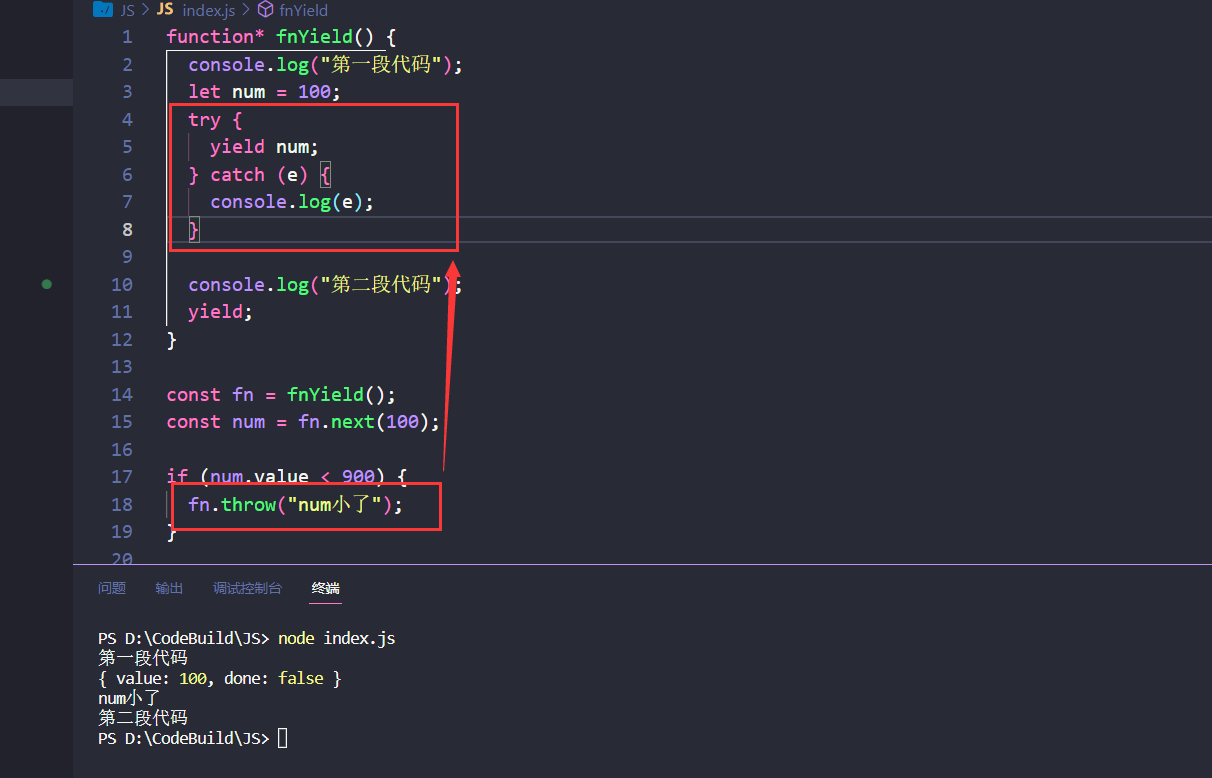 JS > JS index.js > fnYield
1 function* fnYield() {
2 console.log("第一段代码");
3 let num = 100;
4 try {
5 yield num;
6 } catch (e) {
7 console.log(e);
8 }
9
10 console.log("第二段代码");
11 yield;
12 }
13
14 const fn = fnYield();
15 const num = fn.next(100);
16
17 if (num.value < 900) {
18 fn.throw("num小了");
19 }
20
问题 输出 调试控制台 终端
PS D:\CodeBuild\JS> node index.js
第一段代码
{ value: 100, done: false }
num小了
第二段代码
PS D:\CodeBuild\JS>